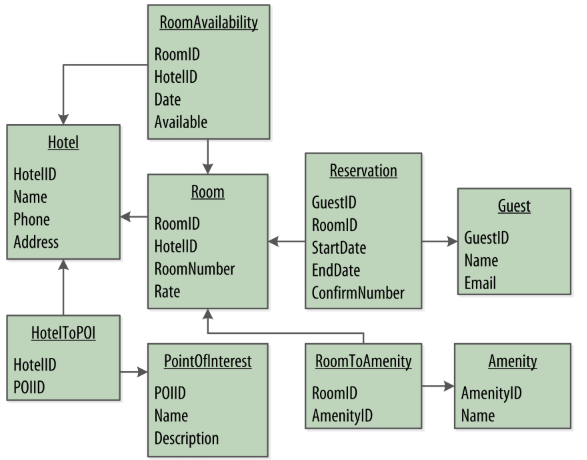 RoomAvailability
RoomID
HotelID
Date
Available
Hotel
HotelID
Name
Phone
Address
Room
RoomID
HotelID
RoomNumber
Rate
Reservation
GuestID
RoomID
StartDate
EndDate
ConfirmNumber
Guest
GuestID
Name
Email
HotelToPOI
HotelID
POIID
PointOfInterest
POIID
Name
Description
RoomToAmenity
RoomID
AmenityID
Amenity
AmenityID
Name